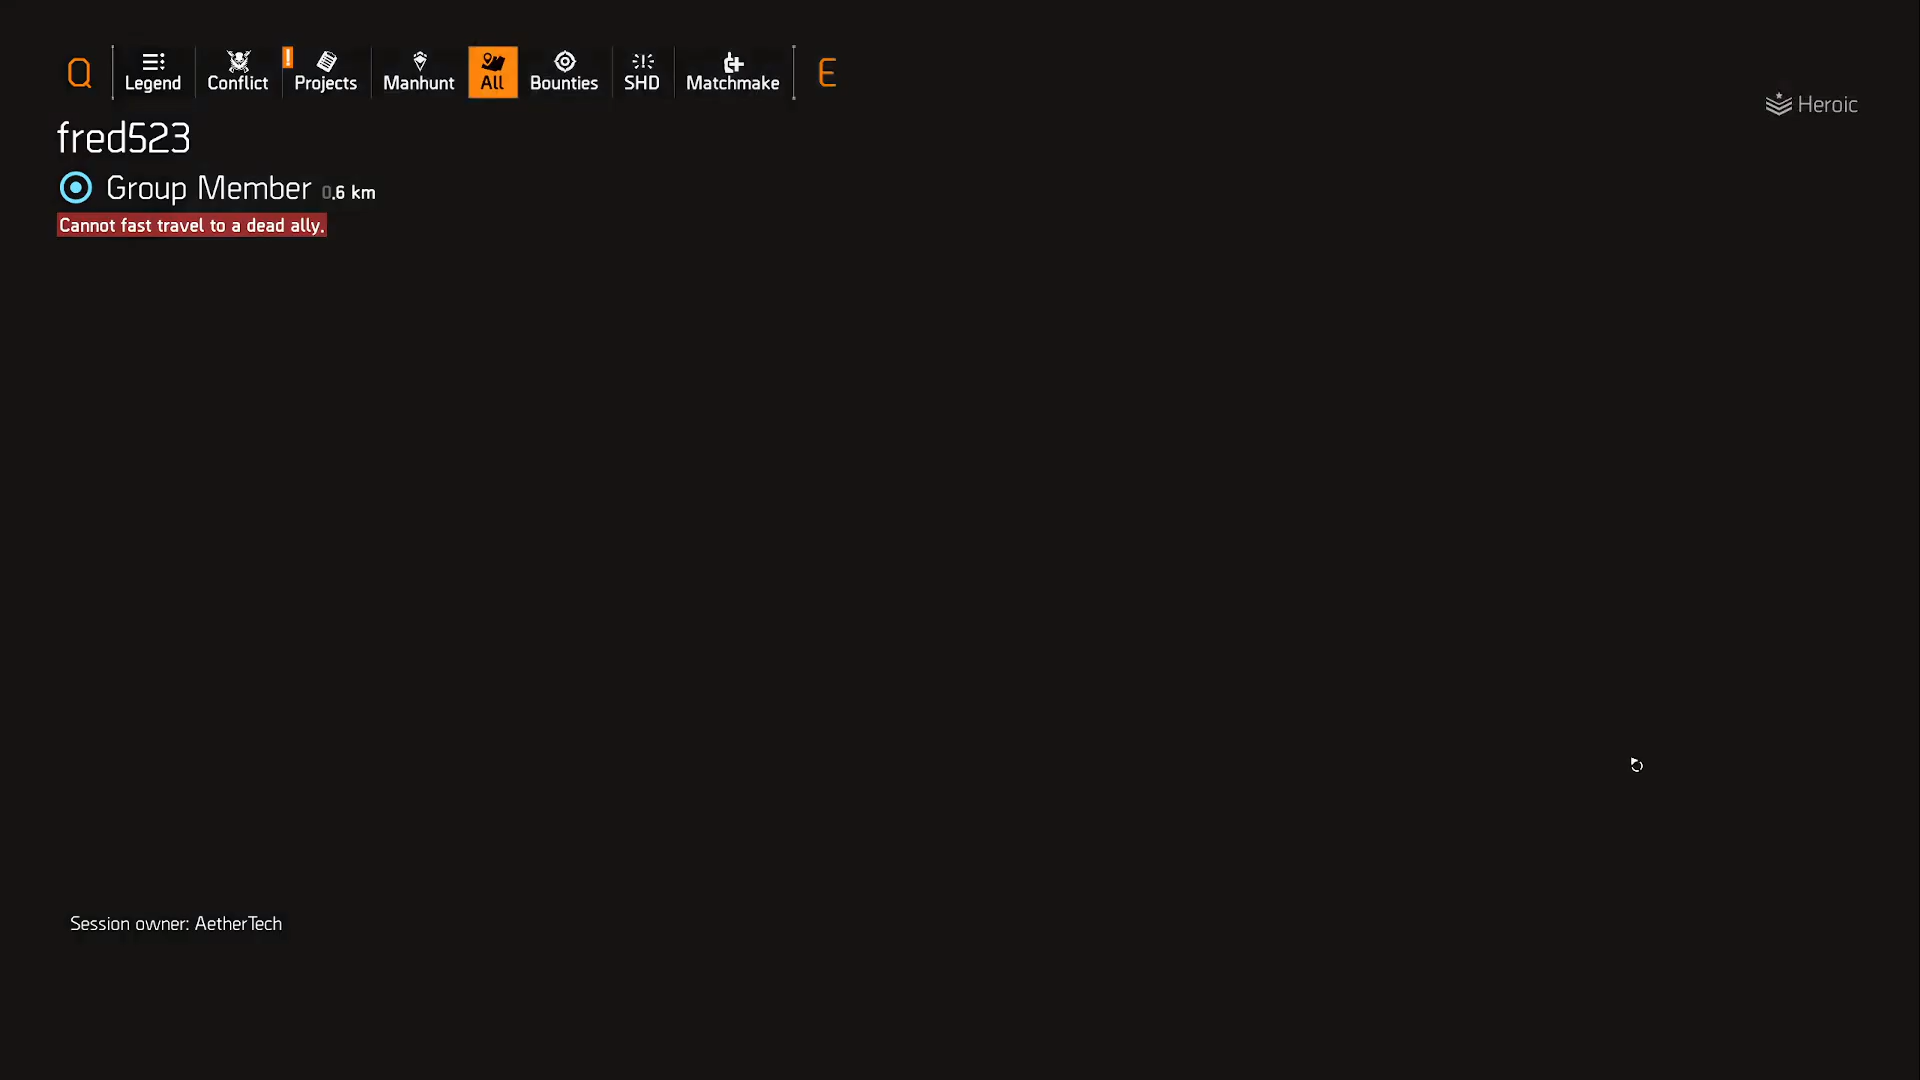 Q Legend Conflict ! Projects Manhunt All Bounties SHD Matchmake E
Heroic
fred523
Group Member 0.6 km
Cannot fast travel to a dead ally.
Session owner: AetherTech